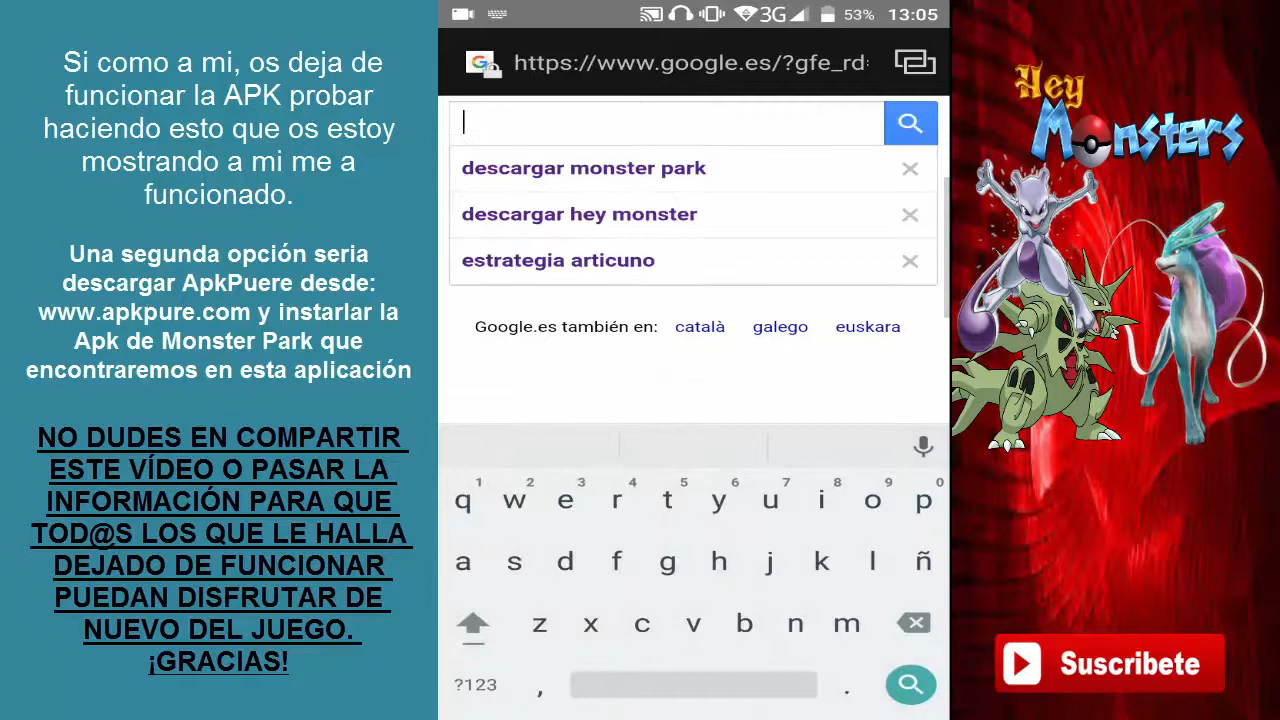 Si como a mi, os deja de
funcionar la APK probar
haciendo esto que os estoy
mostrando a mi me a
funcionado.
Una segunda opción seria
descargar ApkPuere desde:
www.apkpure.com y instarlar la
Apk de Monster Park que
encontraremos en esta aplicación
NO DUDES EN COMPARTIR
ESTE VÍDEO O PASAR LA
INFORMACIÓN PARA QUE
TOD@S LOS QUE LE HALLA
DEJADO DE FUNCIONAR
PUEDAN DISFRUTAR DE
NUEVO DEL JUEGO.
¡GRACIAS!
3G 53% 13:05
https://www.google.es/?gfe_rd
descargar monster park
descargar hey monster
estrategia articuno
Google.es también en: català galego euskara
1 2 3 4 5 6 7 8 9 0
q w e r t y u i o p
a s d f g h j k l ñ
z x c v b n m
?123 , .
Hey
Monsters
Suscribete